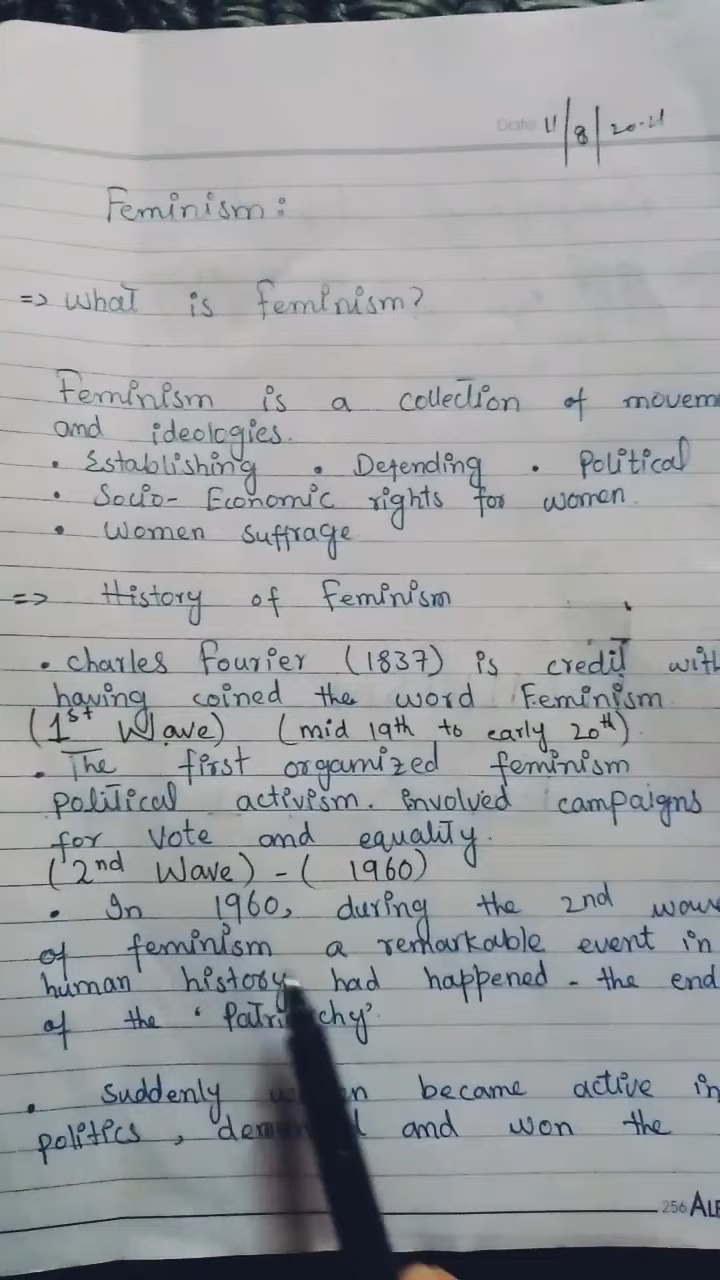 Date 11/8/20-21
Feminism:
=> What is feminism?
Feminism is a collection of movem
and ideologies.
• Establishing • Defending • Political
• Socio-Economic rights for women.
• Women suffrage
=> History of Feminism
• Charles Fourier (1837) is credit with
having coined the word Feminism
(1st Wave) (mid 19th to early 20th).
• The first organized feminism
political activism. involved campaigns
for vote and equality.
(2nd Wave) - ( 1960)
• In 1960, during the 2nd wave
of feminism a remarkable event in
human history had happened - the end
of the 'Patri chy'.
• Suddenly became active in
politics, and won the
256 ALE